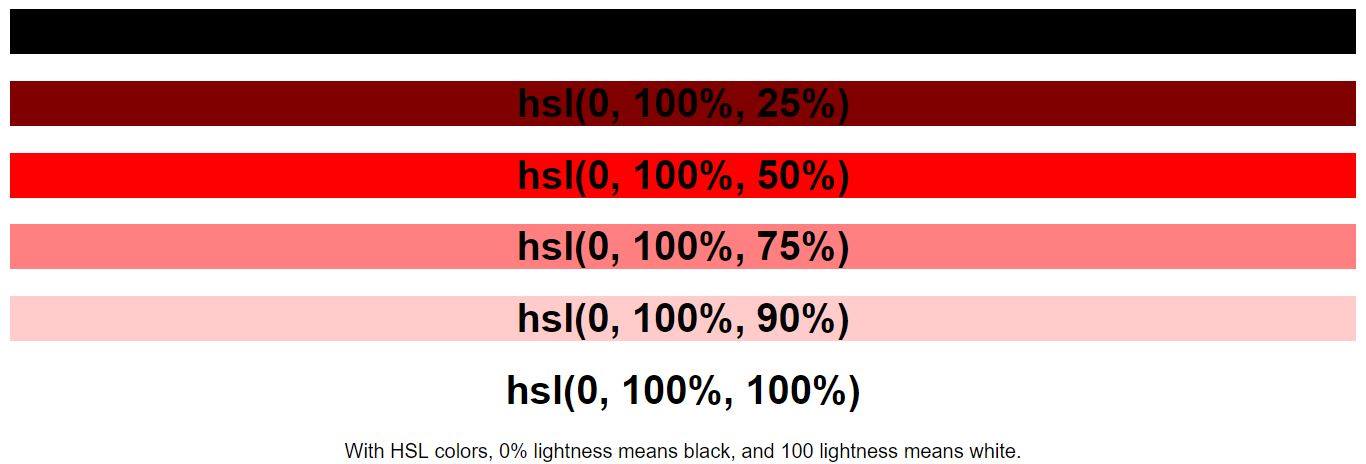 hsl(0, 100%, 25%)
hsl(0, 100%, 50%)
hsl(0, 100%, 75%)
hsl(0, 100%, 90%)
hsl(0, 100%, 100%)
With HSL colors, 0% lightness means black, and 100 lightness means white.